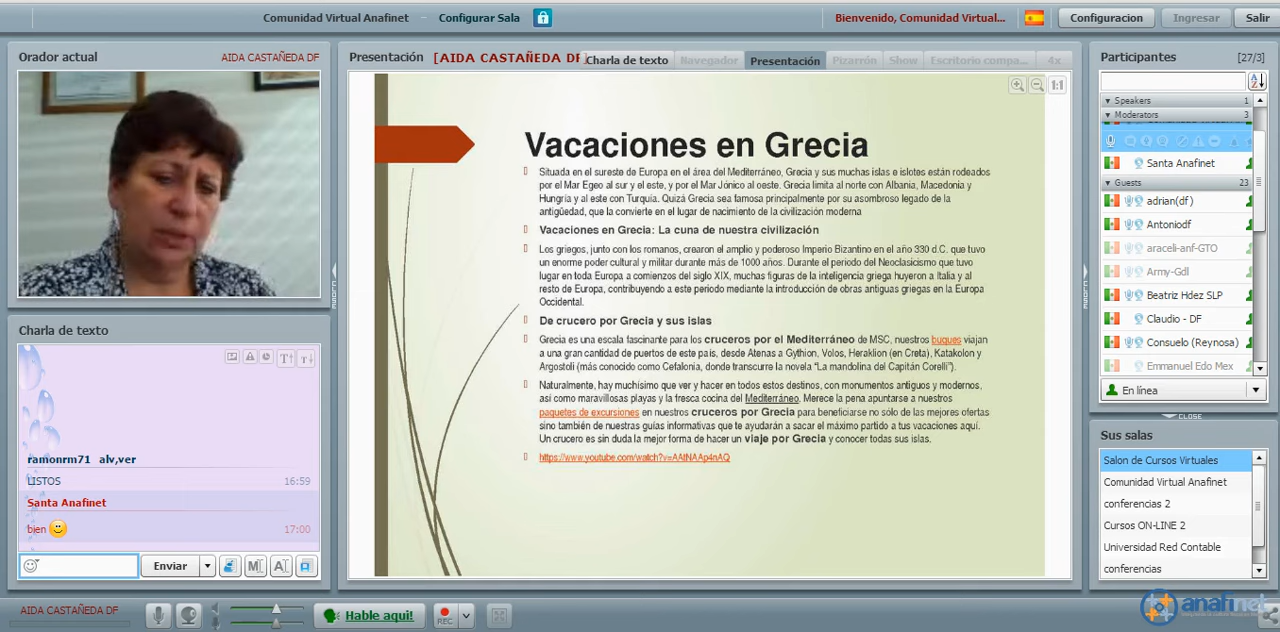 Comunidad Virtual Anafinet
Configurar Sala
Bienvenido, Comunidad Virtual...
Configuracion
Ingresar
Salir
Orador actual
AIDA CASTAÑEDA DF
Charla de texto
ramonrm71 alv,ver
LISTOS 16:59
Santa Anafinet
bien 17:00
Enviar
Presentación [AIDA CASTAÑEDA DF]
Charla de texto
Navegador
Presentación
Pizarrón
Show
Escritorio compa...
4x
1:1
Vacaciones en Grecia
Situada en el sureste de Europa en el área del Mediterráneo, Grecia y sus muchas islas e islotes están rodeados
por el Mar Egeo al sur y el este, y por el Mar Jónico al oeste. Grecia limita al norte con Albania, Macedonia y
Hungría y al este con Turquía. Quizá Grecia sea famosa principalmente por su asombroso legado de la
antigüedad, que la convierte en el lugar de nacimiento de la civilización moderna
Vacaciones en Grecia: La cuna de nuestra civilización
Los griegos, junto con los romanos, crearon el amplio y poderoso Imperio Bizantino en el año 330 d.C. que tuvo
un enorme poder cultural y militar durante más de 1000 años. Durante el periodo del Neoclasicismo que tuvo
lugar en toda Europa a comienzos del siglo XIX, muchas figuras de la inteligencia griega huyeron a Italia y al
resto de Europa, contribuyendo a este periodo mediante la introducción de obras antiguas griegas en la Europa
Occidental.
De crucero por Grecia y sus islas
Grecia es una escala fascinante para los cruceros por el Mediterráneo de MSC, nuestros buques viajan
a una gran cantidad de puertos de este país, desde Atenas a Gythion, Volos, Heraklion (en Creta), Katakolon y
Argostoli (más conocido como Cefalonia, donde transcurre la novela “La mandolina del Capitán Corelli”).
Naturalmente, hay muchísimo que ver y hacer en todos estos destinos, con monumentos antiguos y modernos,
así como maravillosas playas y la fresca cocina del Mediterráneo. Merece la pena apuntarse a nuestros
paquetes de excursiones en nuestros cruceros por Grecia para beneficiarse no sólo de las mejores ofertas
sino también de nuestras guías informativas que te ayudarán a sacar el máximo partido a tus vacaciones aquí.
Un crucero es sin duda la mejor forma de hacer un viaje por Grecia y conocer todas sus islas.
https://www.youtube.com/watch?v=AAtNAAp4nAQ
Participantes [27/3]
Speakers 1
Moderators 3
Santa Anafinet
Guests 23
adrian(df)
Antoniodf
araceli-anf-GTO
Army-Gdl
Beatriz Hdez SLP
Claudio - DF
Consuelo (Reynosa)
Emmanuel Edo Mex
En línea
CLOSE
Sus salas
Salon de Cursos Virtuales
Comunidad Virtual Anafinet
conferencias 2
Cursos ON-LINE 2
Universidad Red Contable
conferencias
AIDA CASTAÑEDA DF
Hable aqui!
REC
anafinet